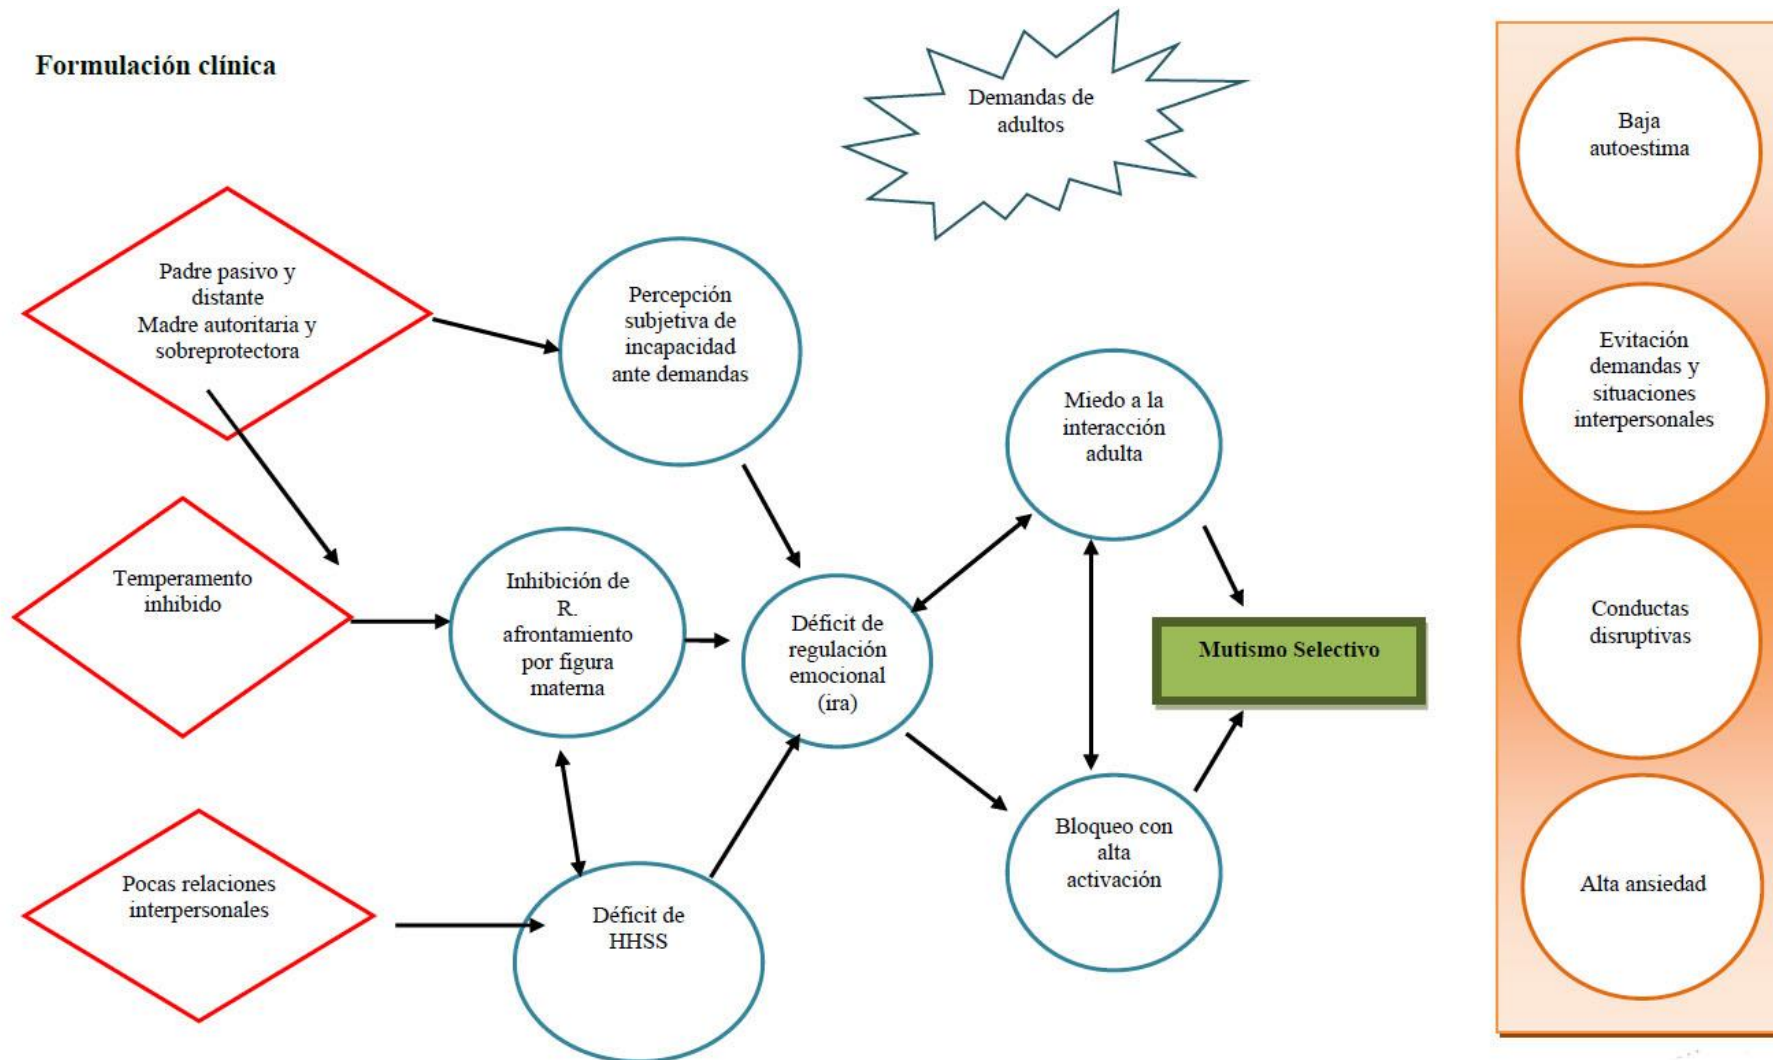 Formulación clínica
Demandas de
adultos
Padre pasivo y
distante
Madre autoritaria y
sobreprotectora
Percepción
subjetiva de
incapacidad
ante demandas
Miedo a la
interacción
adulta
Temperamento
inhibido
Inhibición de
R.
afrontamiento
por figura
materna
Déficit de
regulación
emocional
(ira)
Mutismo Selectivo
Pocas relaciones
interpersonales
Déficit de
HHSS
Bloqueo con
alta
activación
Baja
autoestima
Evitación
demandas y
situaciones
interpersonales
Conductas
disruptivas
Alta ansiedad